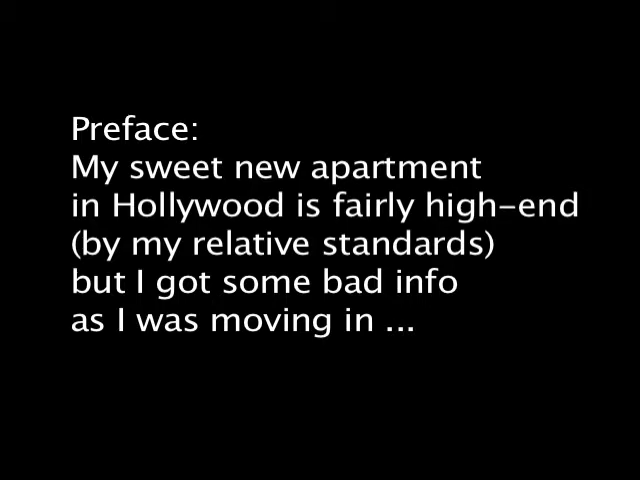 Preface:
My sweet new apartment
in Hollywood is fairly high-end
(by my relative standards)
but I got some bad info
as I was moving in ...